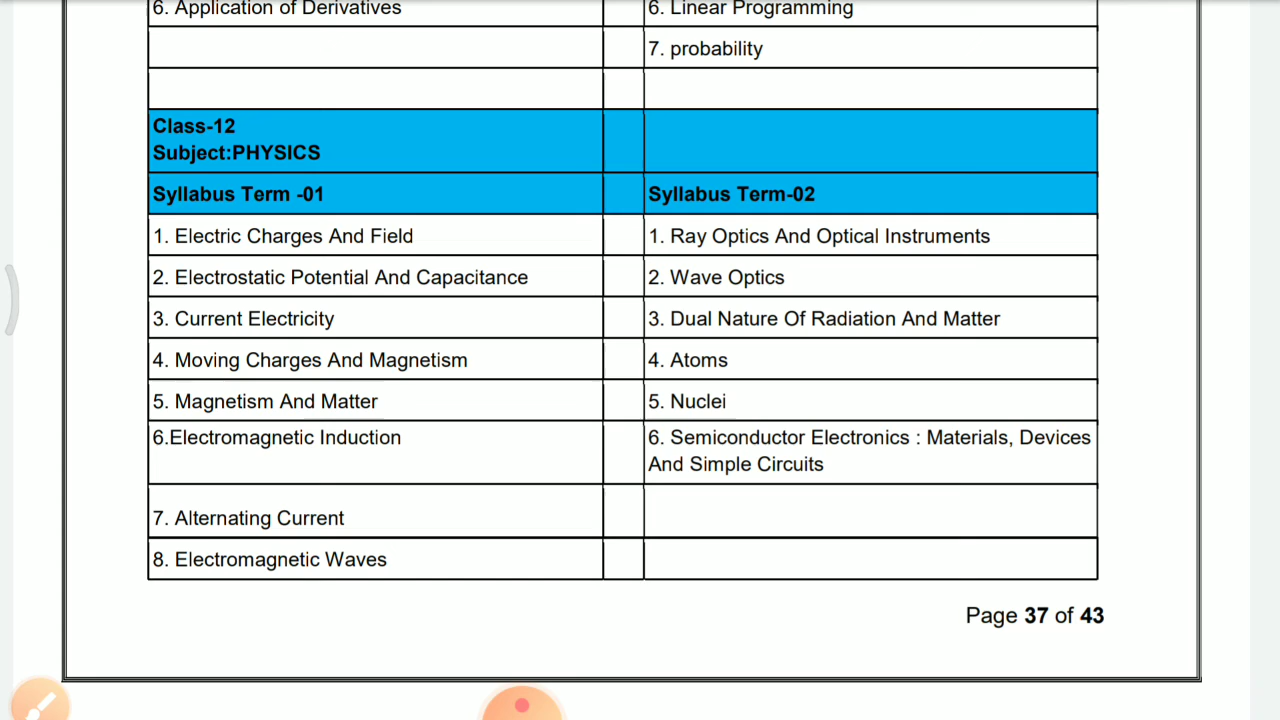 6. Application of Derivatives
6. Linear Programming
7. probability
Class-12
Subject:PHYSICS
Syllabus Term -01
Syllabus Term-02
1. Electric Charges And Field
1. Ray Optics And Optical Instruments
2. Electrostatic Potential And Capacitance
2. Wave Optics
3. Current Electricity
3. Dual Nature Of Radiation And Matter
4. Moving Charges And Magnetism
4. Atoms
5. Magnetism And Matter
5. Nuclei
6.Electromagnetic Induction
6. Semiconductor Electronics : Materials, Devices
And Simple Circuits
7. Alternating Current
8. Electromagnetic Waves
Page 37 of 43